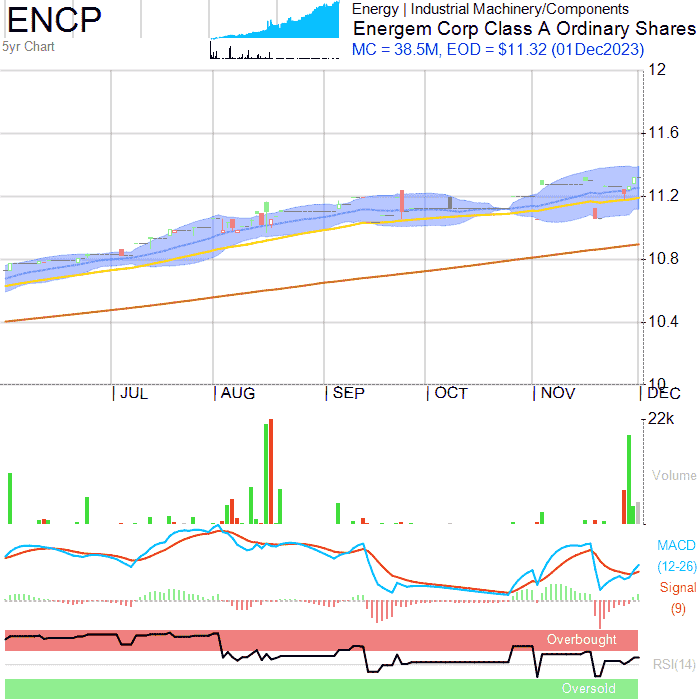 ENCP
Energy | Industrial Machinery/Components
Energem Corp Class A Ordinary Shares
5yr Chart
MC = 38.5M, EOD = $11.32 (01Dec2023)
12
11.6
11.2
10.8
10.4
10
JUL AUG SEP OCT NOV DEC
22k
Volume
MACD
(12-26)
Signal
(9)
Overbought
RSI(14)
Oversold